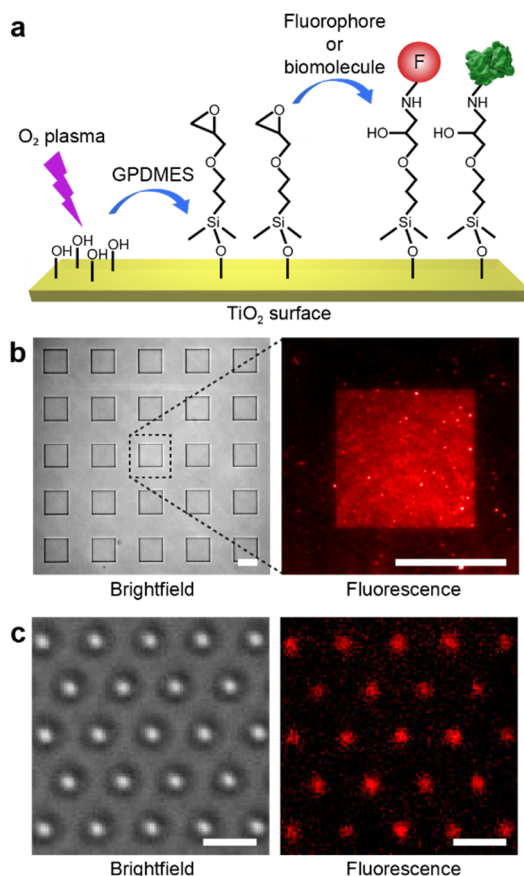 a
Fluorophore
or
biomolecule
F
O₂ plasma
GPDMES
O
O
NH
NH
HO
HO
O
O
O
O
Si
Si
Si
Si
OH
OH
OH
OH
O
O
O
O
TiO₂ surface
b
Brightfield
Fluorescence
c
Brightfield
Fluorescence